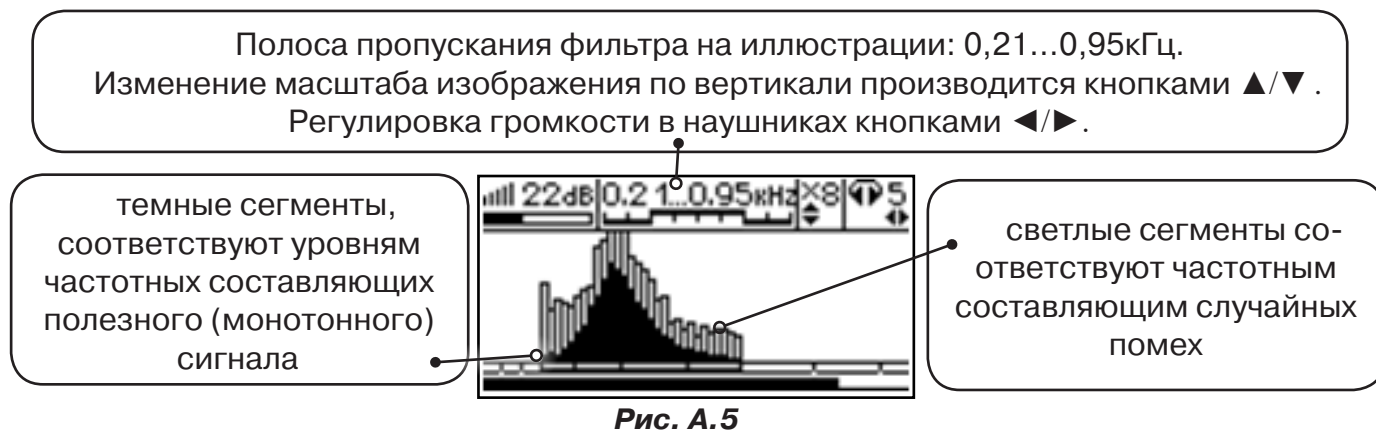 Полоса пропускания фильтра на иллюстрации: 0,21...0,95кГц.
Изменение масштаба изображения по вертикали производится кнопками ▲/▼ .
Регулировка громкости в наушниках кнопками ◄/►.
темные сегменты,
соответствуют уровням
частотных составляющих
полезного (монотонного)
сигнала
22dB 0.21...0.95кHz ×8 5
светлые сегменты со-
ответствуют частотным
составляющим случайных
помех
Рис. А.5